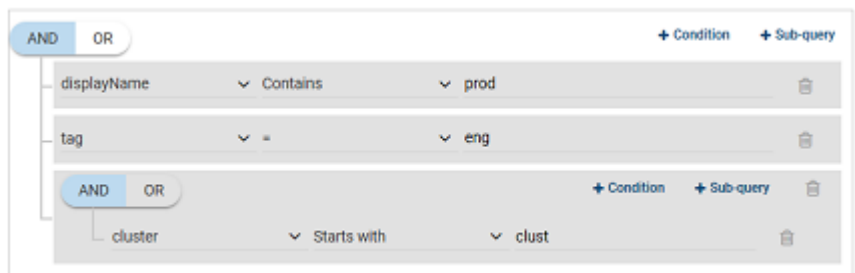 AND OR + Condition + Sub-query
displayName Contains prod
tag = eng
AND OR + Condition + Sub-query
cluster Starts with clust